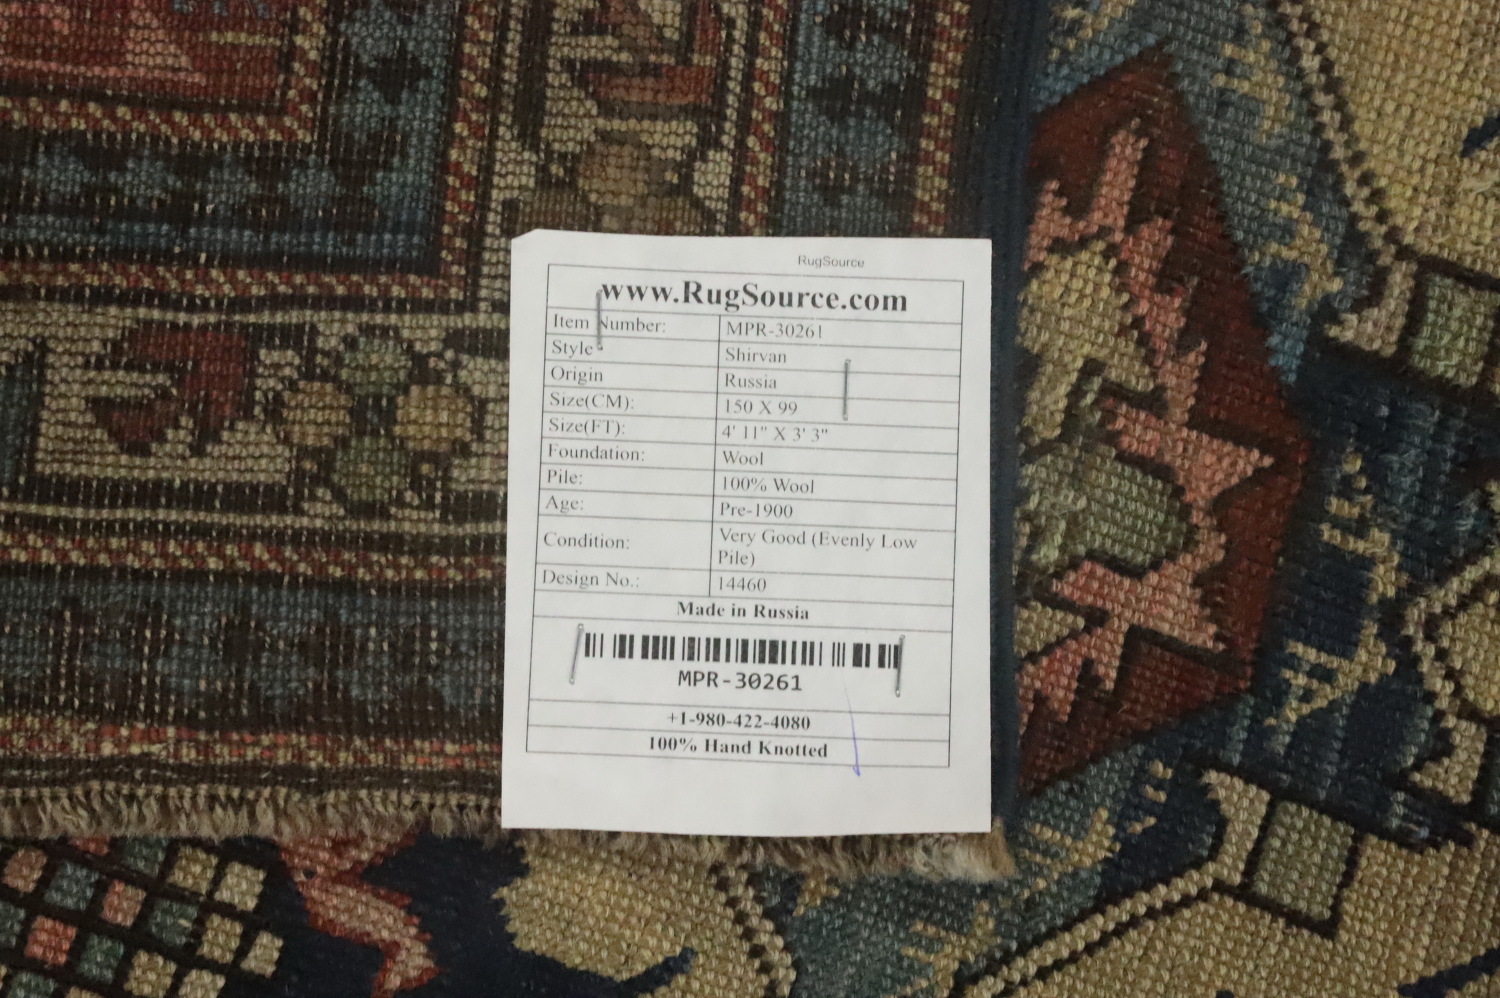 RugSource
www.RugSource.com
Item Number: MPR-30261
Style Shirvan
Origin Russia
Size(CM): 150 X 99
Size(FT): 4' 11" X 3' 3"
Foundation: Wool
Pile: 100% Wool
Age: Pre-1900
Condition: Very Good (Evenly Low
Pile)
Design No.: 14460
Made in Russia
MPR-30261
+1-980-422-4080
100% Hand Knotted